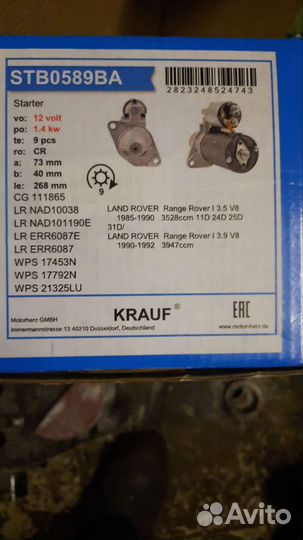 STB0589BA
2823248524743
Starter
vo: 12 volt
po: 1.4 kw
te: 9 pcs
ro: CR
a: 73 mm
b: 40 mm
le: 268 mm
9
CG 111865
LR NAD10038
LR NAD101190E
LR ERR6087E
LR ERR6087
WPS 17453N
WPS 17792N
WPS 21325LU
LAND ROVER Range Rover I 3.5 V8
1985-1990 3528ccm 11D 24D 25D
31D/
LAND ROVER Range Rover I 3.9 V8
1990-1992 3947ccm
Motorherz GMBH
immermannstrasse 13 40210 Dusseldorf, Deutschland
KRAUF®
EAC
www.motor-herz.de
Avito